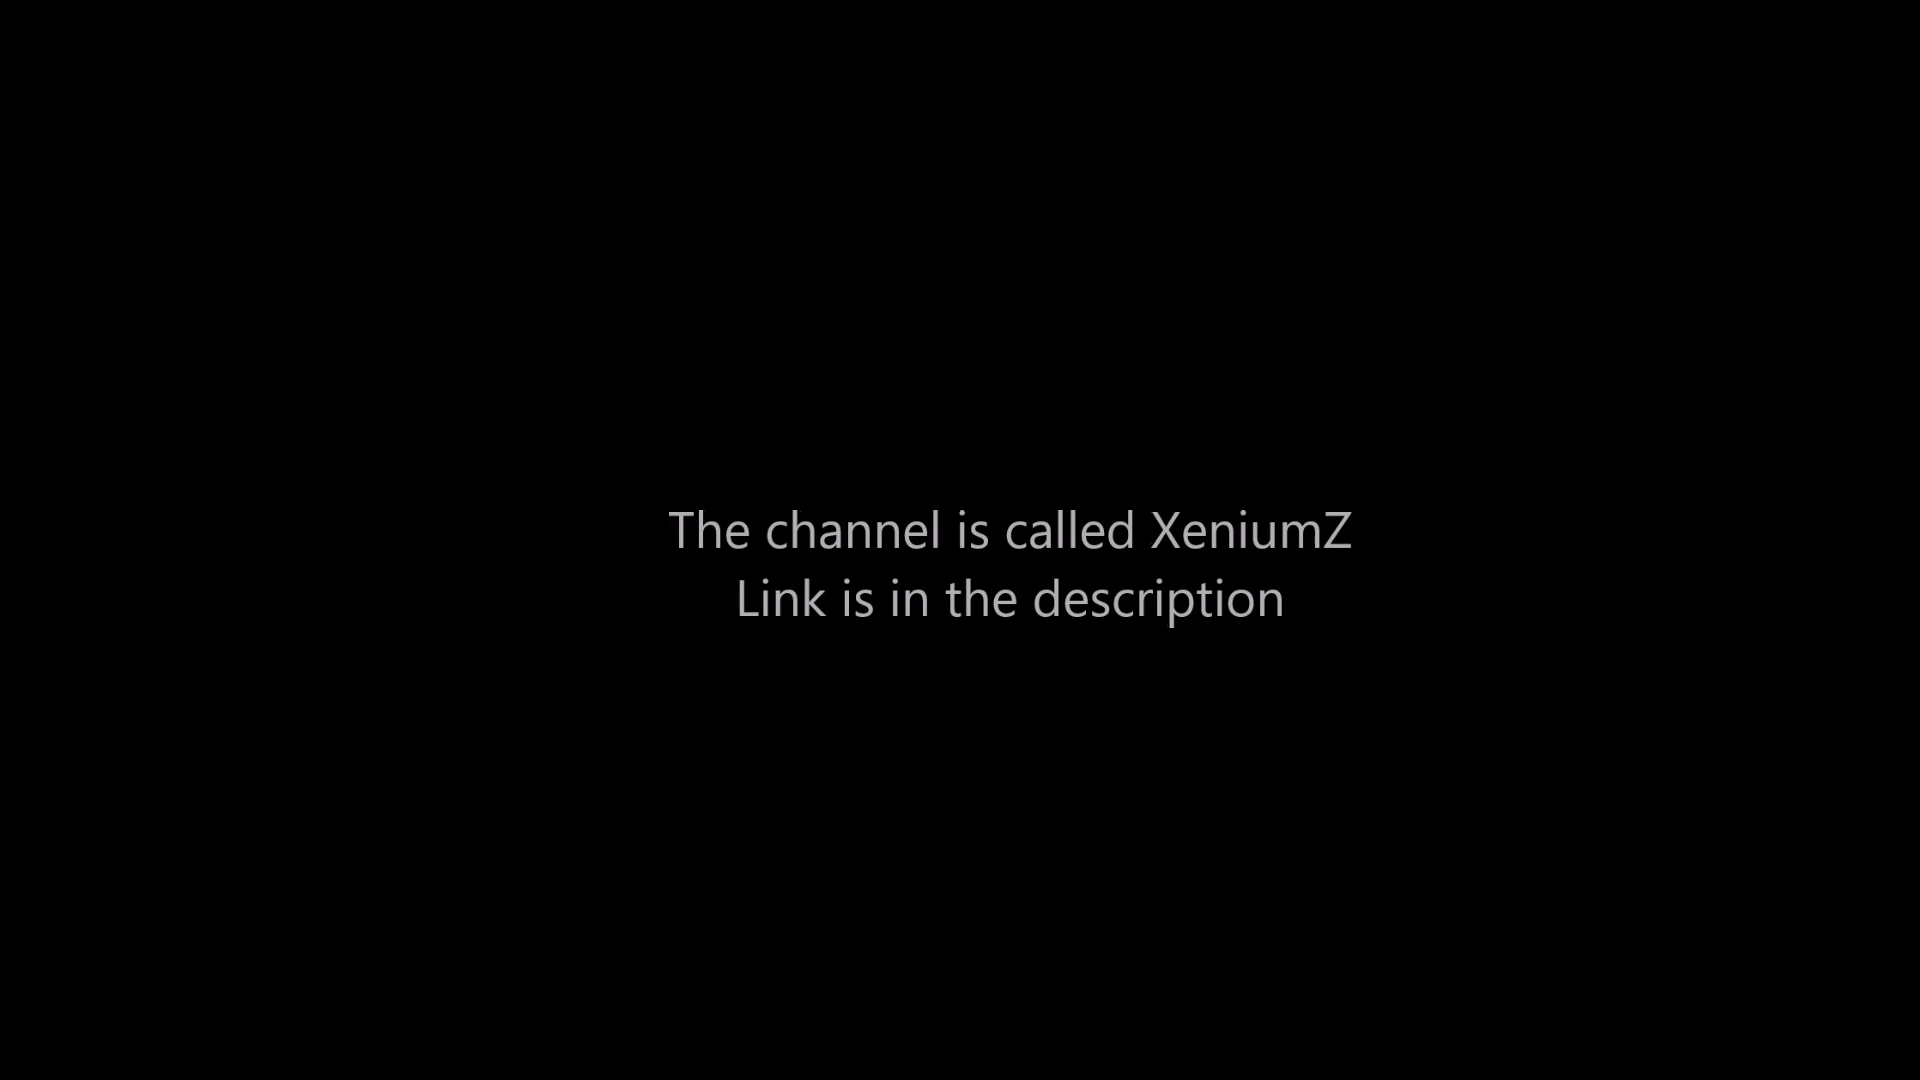 The channel is called XeniumZ
Link is in the description